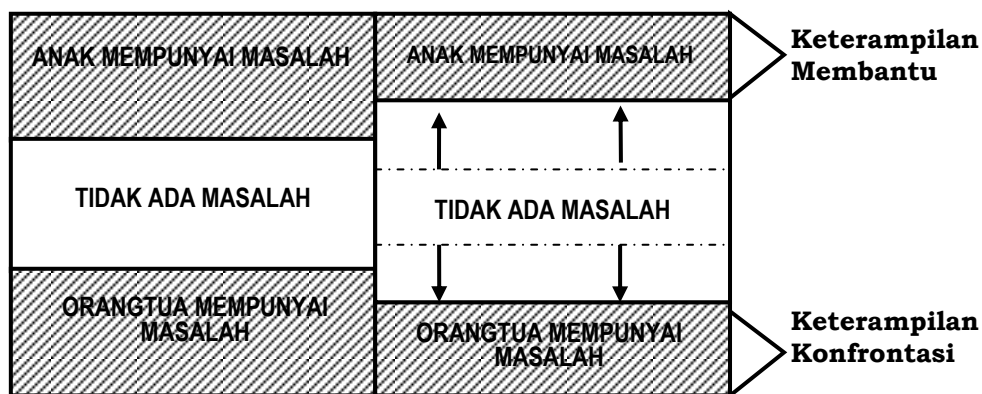 ANAK MEMPUNYAI MASALAH
TIDAK ADA MASALAH
ORANGTUA MEMPUNYAI
MASALAH
ANAK MEMPUNYAI MASALAH
TIDAK ADA MASALAH
ORANGTUA MEMPUNYAI
MASALAH
Keterampilan
Membantu
Keterampilan
Konfrontasi